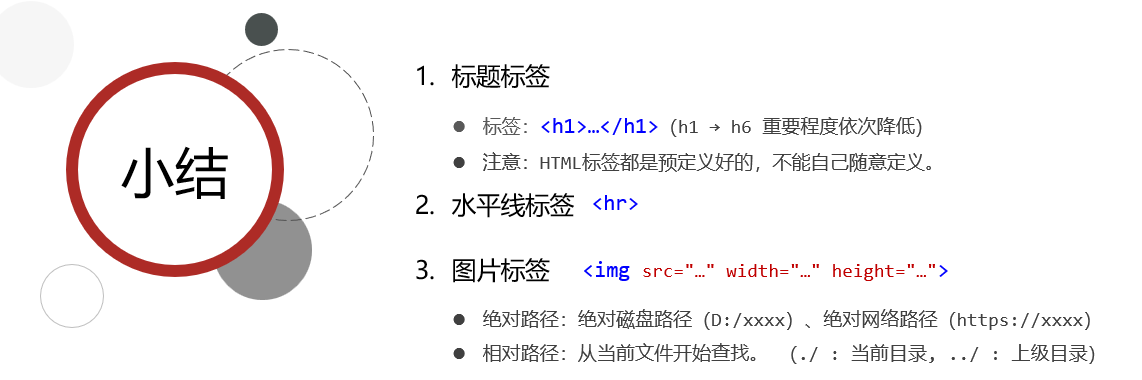 小结
1. 标题标签
● 标签：<h1>…</h1>（h1 → h6 重要程度依次降低）
● 注意：HTML标签都是预定义好的，不能自己随意定义。
2. 水平线标签 <hr>
3. 图片标签 <img src="…" width="…" height="…">
● 绝对路径：绝对磁盘路径（D:/xxxx）、绝对网络路径（https://xxxx）
● 相对路径：从当前文件开始查找。 （./ : 当前目录, ../ : 上级目录）